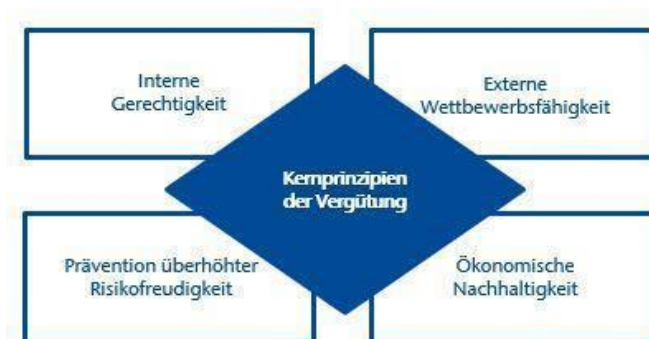 Interne
Gerechtigkeit
Externe
Wettbewerbsfähigkeit
Kernprinzipien
der Vergütung
Prävention überhöhter
Risikofreudigkeit
Ökonomische
Nachhaltigkeit